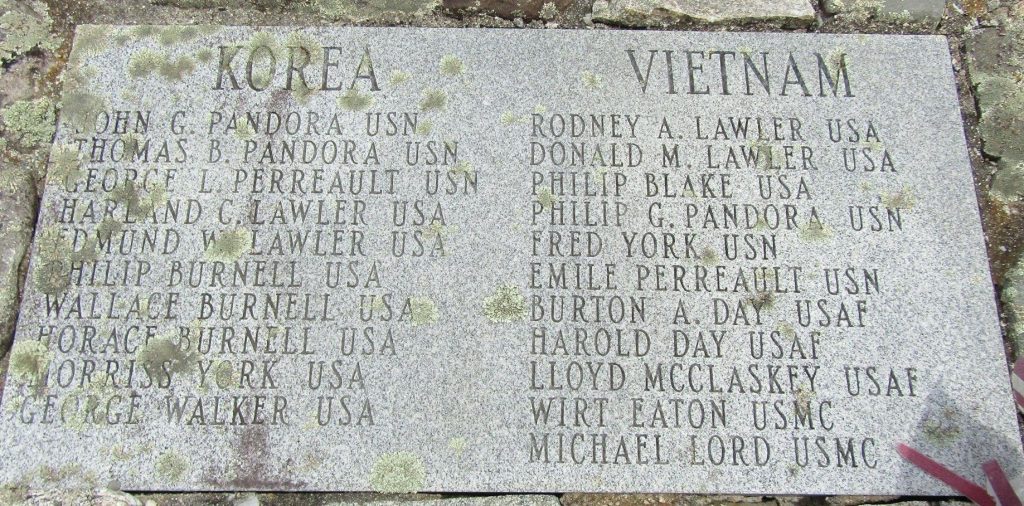 KOREA
JOHN G. PANDORA USN
THOMAS B. PANDORA USN
GEORGE L. PERREAULT USN
HARLAND C. LAWLER USA
EDMUND W. LAWLER USA
PHILIP BURNELL USA
WALLACE BURNELL USA
HORACE BURNELL USA
MORRISS YORK USA
GEORGE WALKER USA
VIETNAM
RODNEY A. LAWLER USA
DONALD M. LAWLER USA
PHILIP BLAKE USA
PHILIP G. PANDORA USN
FRED YORK USN
EMILE PERREAULT USN
BURTON A. DAY USAF
HAROLD DAY USAF
LLOYD MCCLASKEY USAF
WIRT EATON USMC
MICHAEL LORD USMC